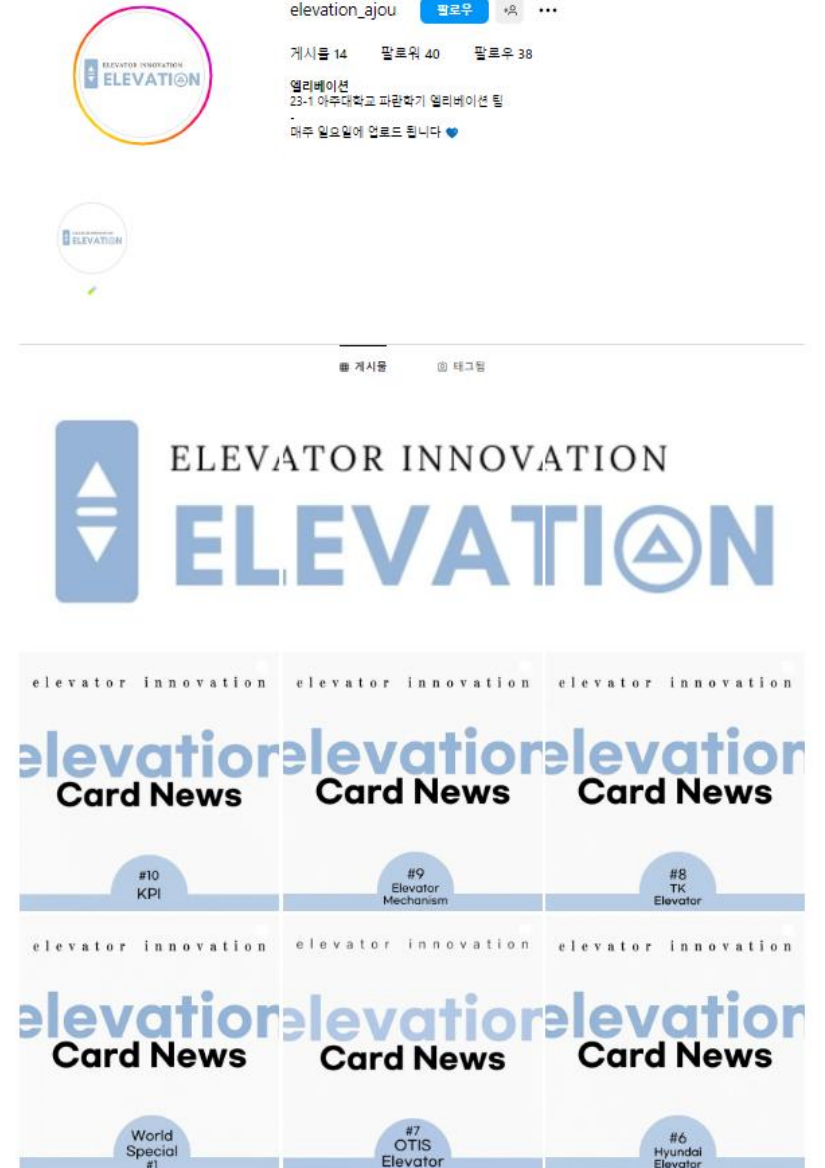 elevation_ajou 팔로우
게시물 14 팔로워 40 팔로우 38
엘리베이션
23-1 아주대학교 파란학기 엘리베이션 팀
-
매주 일요일에 업로드 됩니다
ELEVATOR INNOVATION
ELEVATION
ELEVATION
게시물 태그됨
ELEVATOR INNOVATION
ELEVATION
elevator innovation elevator innovation elevator innovation
elevation elevation elevation
Card News Card News Card News
#10 #9 #8
KPI Elevator TK
Mechanism Elevator
elevator innovation elevator innovation elevator innovation
elevation elevation elevation
Card News Card News Card News
World #7 #6
Special OTIS Hyundai
#1 Elevator Elevator